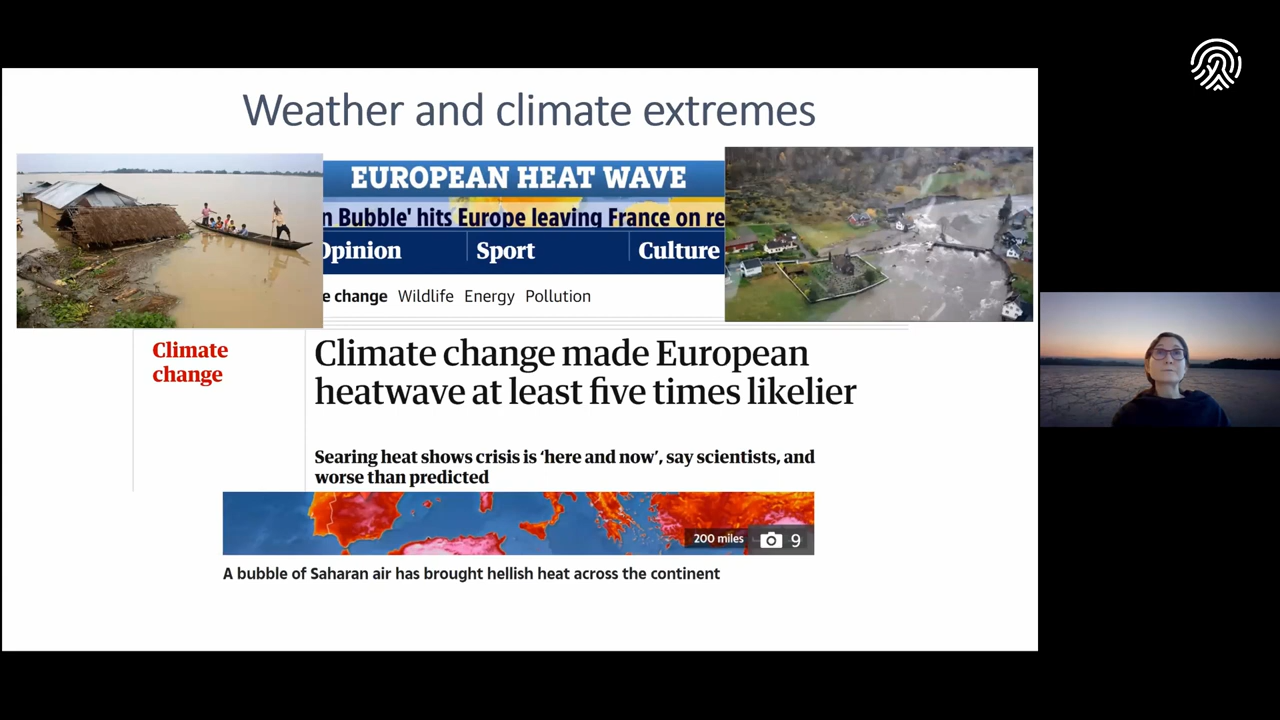 Weather and climate extremes
EUROPEAN HEAT WAVE
n Bubble' hits Europe leaving France on re
Opinion
Sport
Culture
e change Wildlife Energy Pollution
Climate
change
Climate change made European
heatwave at least five times likelier
Searing heat shows crisis is ‘here and now’, say scientists, and
worse than predicted
200 miles
9
A bubble of Saharan air has brought hellish heat across the continent